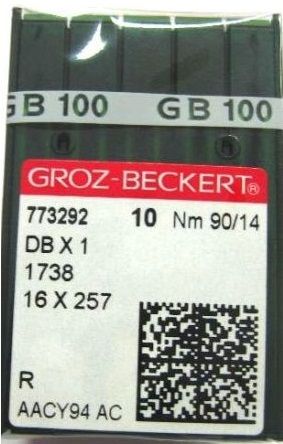 GB 100 GB 100
GROZ-BECKERT®
773292 10 Nm 90/14
DB X 1
1738
16 X 257
R
AACY94 AC